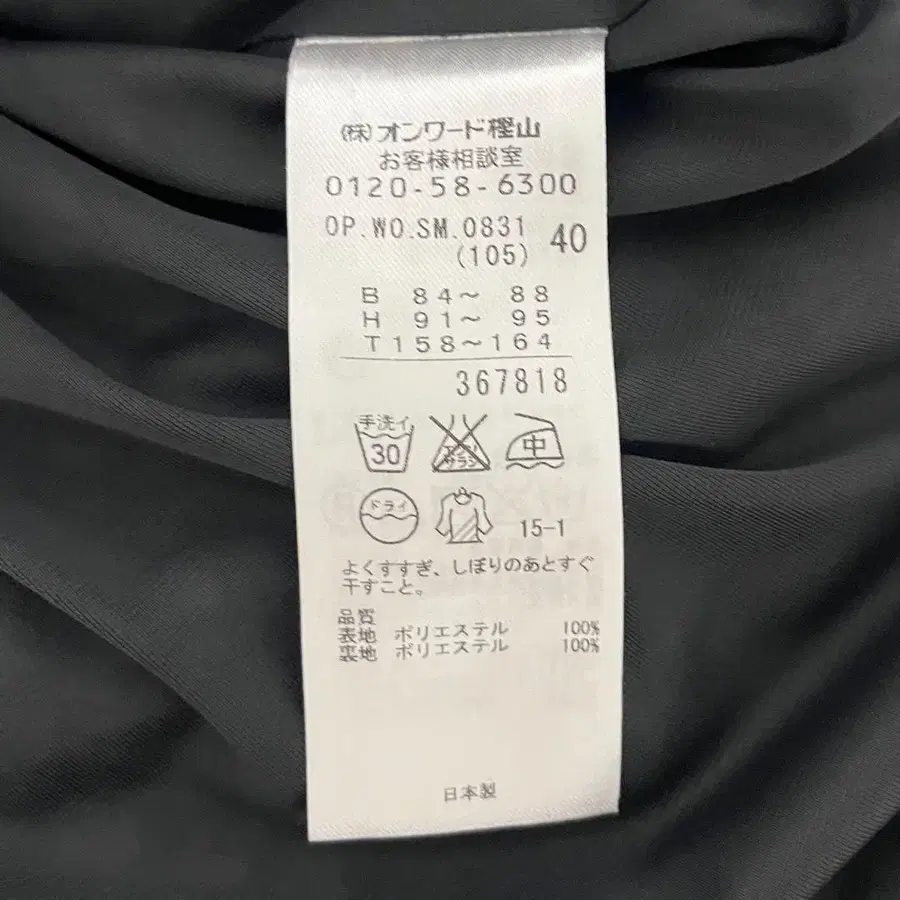 (株)オンワード樫山
お客様相談室
0120-58-6300
OP.WO.SM.0831 40
(105)
B 84～ 88
H 91～ 95
T158～164
367818
手洗イ
30
中
ドライ
15-1
よくすすぎ、しぼりのあとすぐ
干すこと。
品質
表地 ポリエステル 100%
裏地 ポリエステル 100%
日本製